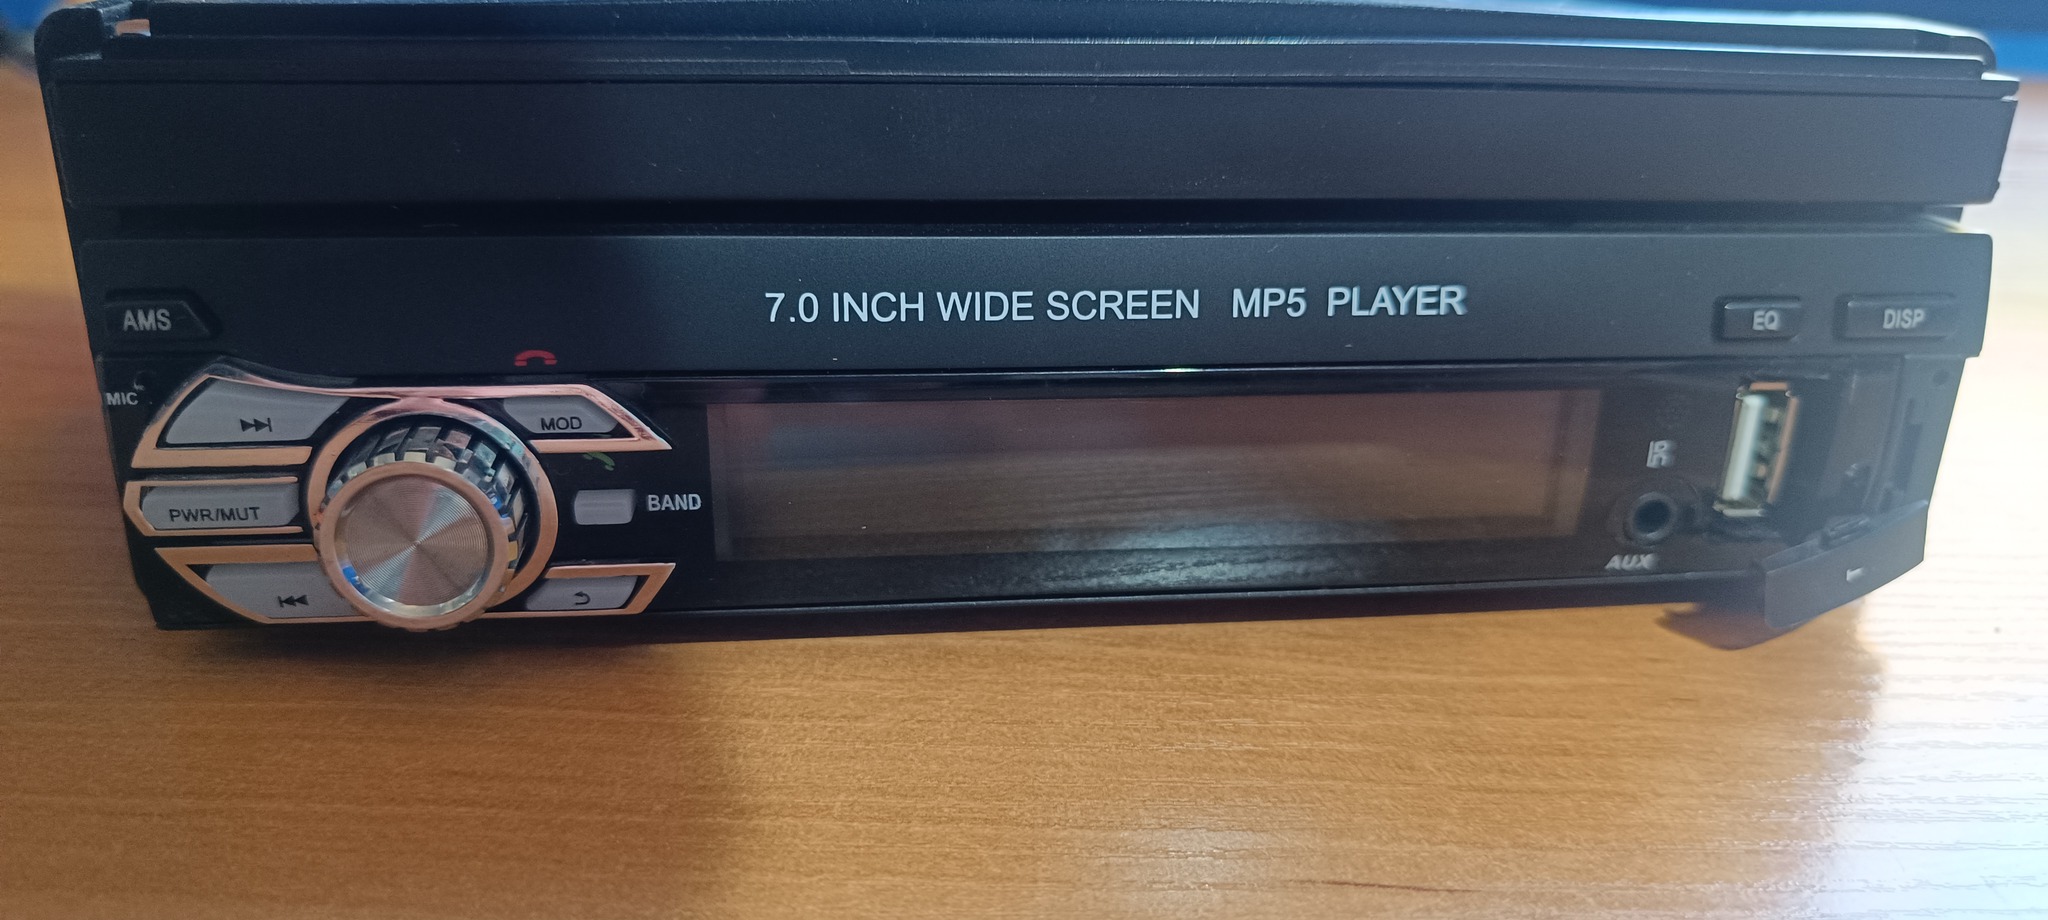 7.0 INCH WIDE SCREEN MP5 PLAYER
AMS
EQ
DISP
MIC
MOD
PWR/MUT
BAND
IR
AUX